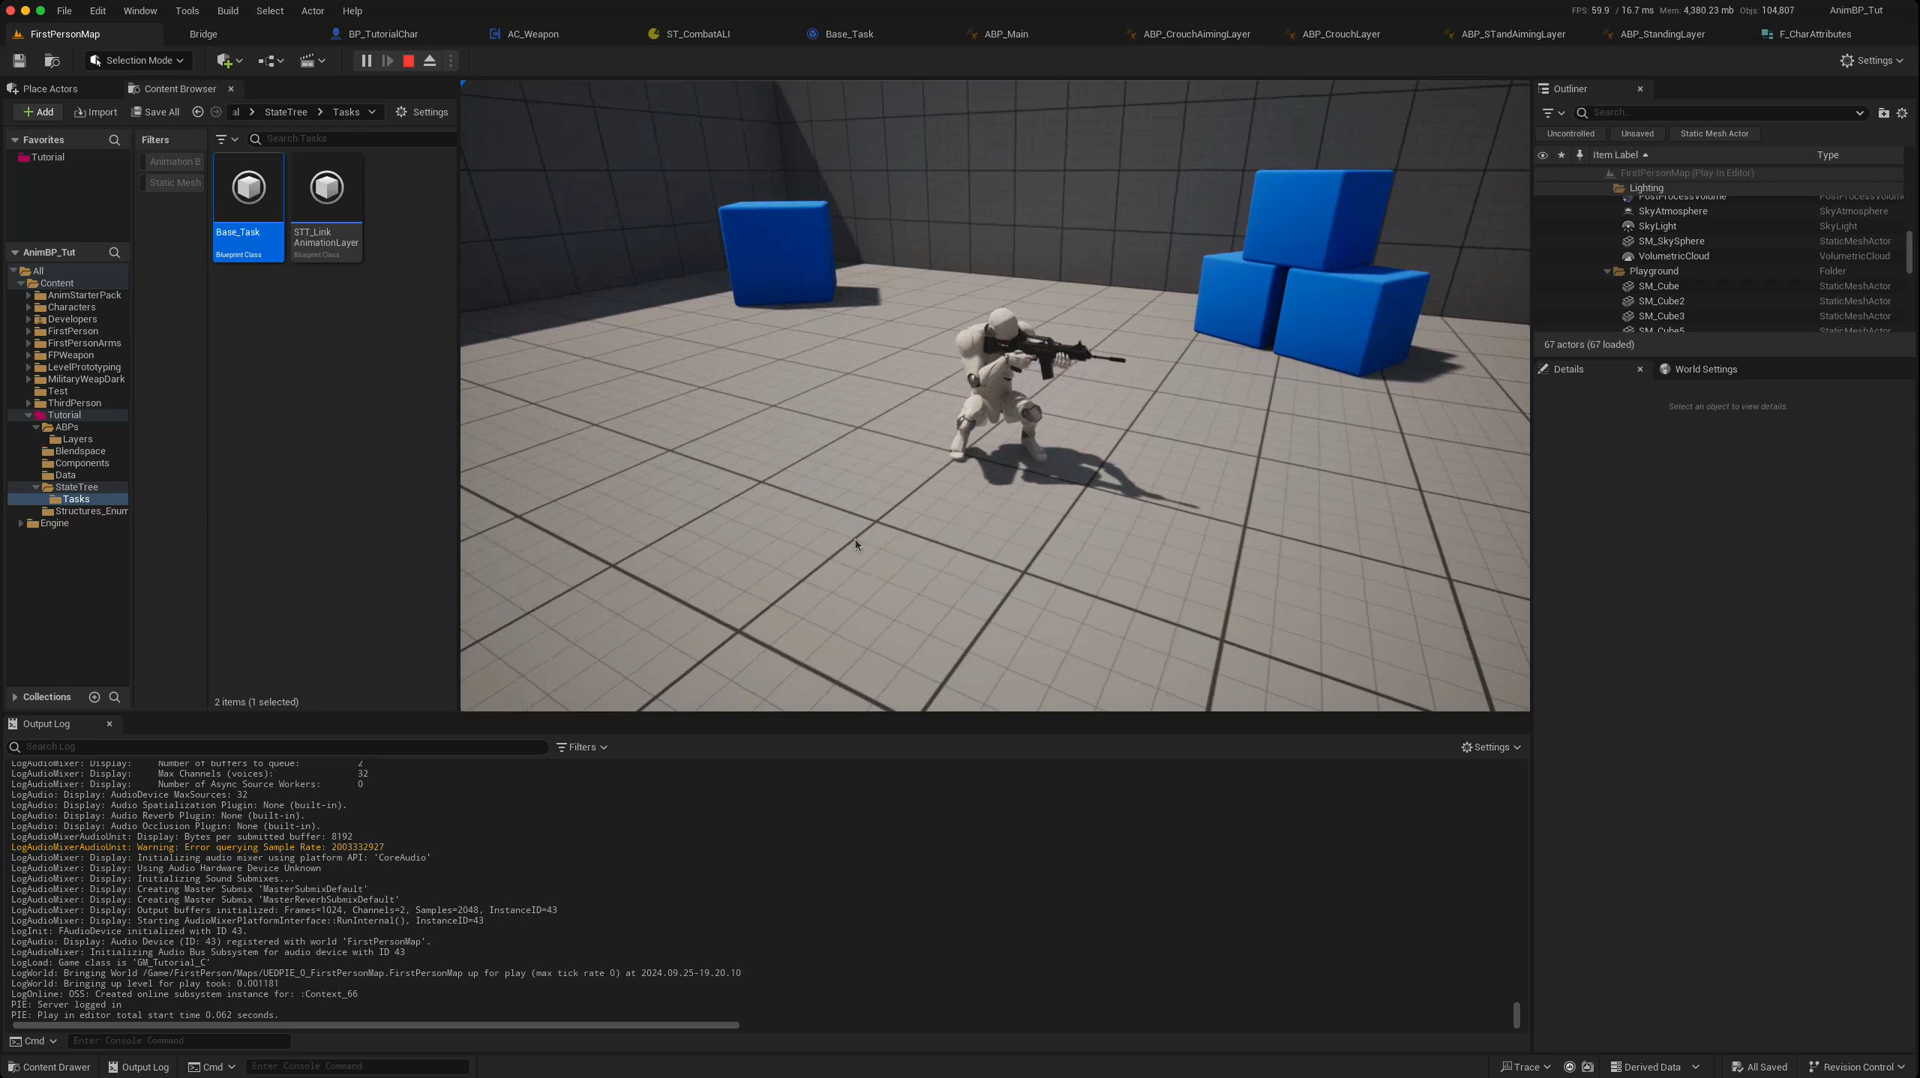 File Edit Window Tools Build Select Actor Help
FPS: 59.9 / 16.7 ms Mem: 4,380.23 mb Objs: 104,807 AnimBP_Tut
FirstPersonMap Bridge BP_TutorialChar AC_Weapon ST_CombatALI Base_Task ABP_Main ABP_CrouchAimingLayer ABP_CrouchLayer ABP_STandAimingLayer ABP_StandingLayer F_CharAttributes
Selection Mode
Settings
Place Actors Content Browser
Add Import Save All al StateTree Tasks Settings
Favorites
Tutorial
Filters
Animation B
Static Mesh
Search Tasks
Base_Task
Blueprint Class
STT_Link
AnimationLayer
Blueprint Class
AnimBP_Tut
All
Content
AnimStarterPack
Characters
Developers
FirstPerson
FirstPersonArms
FPWeapon
LevelPrototyping
MilitaryWeapDark
Test
ThirdPerson
Tutorial
ABPs
Layers
Blendspace
Components
Data
StateTree
Tasks
Structures_Enum
Engine
Collections
2 items (1 selected)
Outliner
Search...
Uncontrolled Unsaved Static Mesh Actor
Item Label Type
FirstPersonMap (Play In Editor)
Lighting
PostProcessVolume PostProcessVolum
SkyAtmosphere SkyAtmosphere
SkyLight SkyLight
SM_SkySphere StaticMeshActor
VolumetricCloud VolumetricCloud
Playground Folder
SM_Cube StaticMeshActor
SM_Cube2 StaticMeshActor
SM_Cube3 StaticMeshActor
SM_Cube5 StaticMeshActor
67 actors (67 loaded)
Details World Settings
Select an object to view details.
Output Log
Search Log
Filters
Settings
LogAudioMixer: Display: Number of buffers to queue: 2
LogAudioMixer: Display: Max Channels (voices): 32
LogAudioMixer: Display: Number of Async Source Workers: 0
LogAudio: Display: AudioDevice MaxSources: 32
LogAudio: Display: Audio Spatialization Plugin: None (built-in).
LogAudio: Display: Audio Reverb Plugin: None (built-in).
LogAudio: Display: Audio Occlusion Plugin: None (built-in).
LogAudioMixerAudioUnit: Display: Bytes per submitted buffer: 8192
LogAudioMixerAudioUnit: Warning: Error querying Sample Rate: 2003332927
LogAudioMixer: Display: Initializing audio mixer using platform API: 'CoreAudio'
LogAudioMixer: Display: Using Audio Hardware Device Unknown
LogAudioMixer: Display: Initializing Sound Submixes...
LogAudioMixer: Display: Creating Master Submix 'MasterSubmixDefault'
LogAudioMixer: Display: Creating Master Submix 'MasterReverbSubmixDefault'
LogAudioMixer: Display: Output buffers initialized: Frames=1024, Channels=2, Samples=2048, InstanceID=43
LogAudioMixer: Display: Starting AudioMixerPlatformInterface::RunInternal(), InstanceID=43
LogInit: FAudioDevice initialized with ID 43.
LogAudio: Display: Audio Device (ID: 43) registered with world 'FirstPersonMap'.
LogAudioMixer: Initializing Audio Bus Subsystem for audio device with ID 43
LogLoad: Game class is 'GM_Tutorial_C'
LogWorld: Bringing World /Game/FirstPerson/Maps/UEDPIE_0_FirstPersonMap.FirstPersonMap up for play (max tick rate 0) at 2024.09.25-19.20.10
LogWorld: Bringing up level for play took: 0.001181
LogOnline: OSS: Created online subsystem instance for: :Context_66
PIE: Server logged in
PIE: Play in editor total start time 0.062 seconds.
Cmd Enter Console Command
Content Drawer Output Log Cmd Enter Console Command
Trace Derived Data All Saved Revision Control